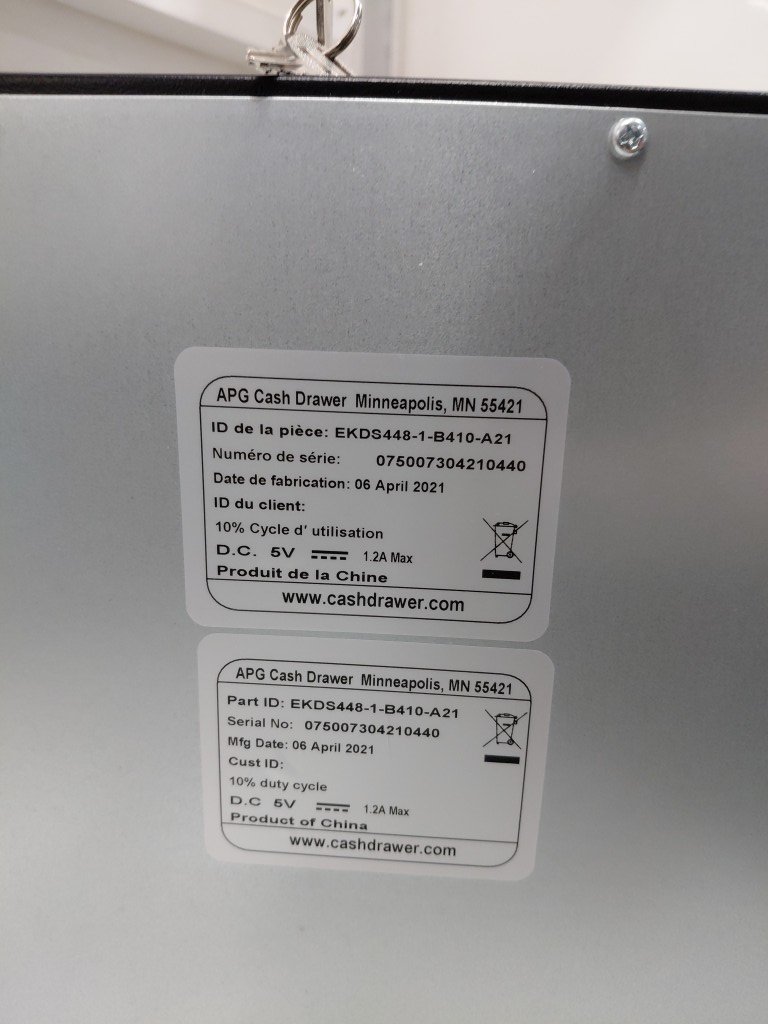 APG Cash Drawer Minneapolis, MN 55421
ID de la pièce: EKDS448-1-B410-A21
Numéro de série: 075007304210440
Date de fabrication: 06 April 2021
ID du client:
10% Cycle d' utilisation
D.C. 5V 1.2A Max
Produit de la Chine
www.cashdrawer.com
APG Cash Drawer Minneapolis, MN 55421
Part ID: EKDS448-1-B410-A21
Serial No: 075007304210440
Mfg Date: 06 April 2021
Cust ID:
10% duty cycle
D.C 5V 1.2A Max
Product of China
www.cashdrawer.com